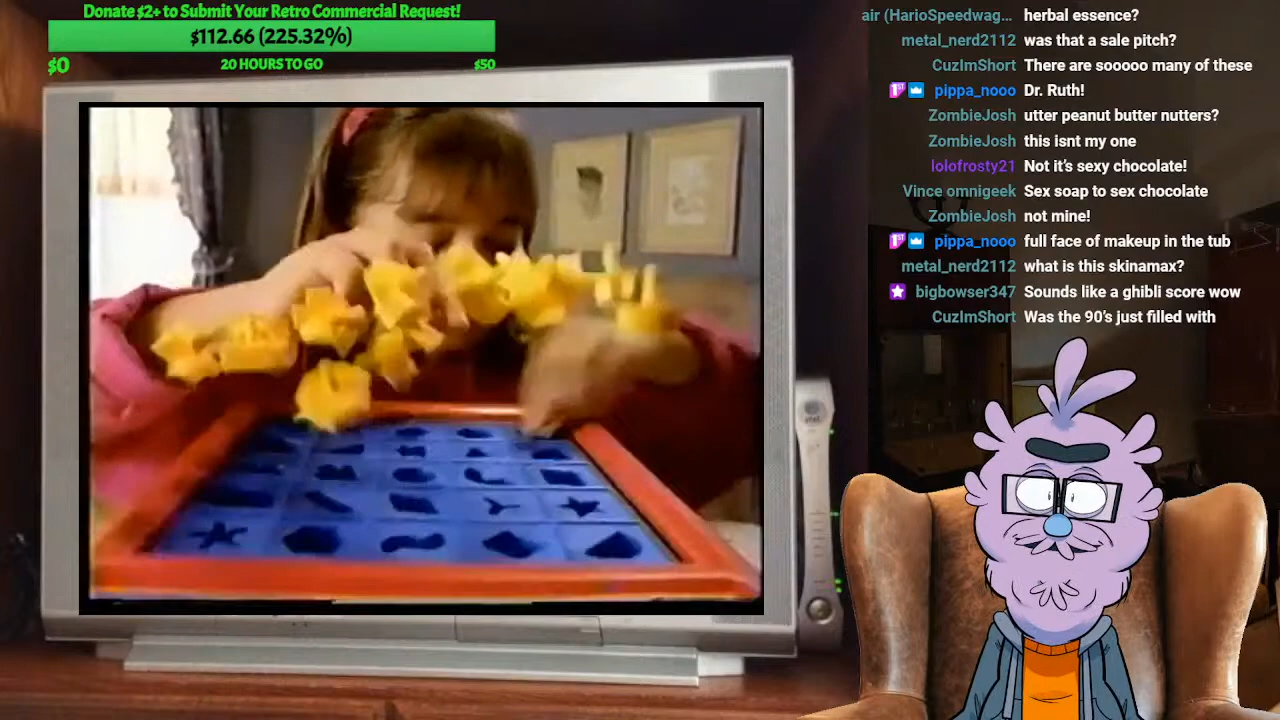 Donate $2+ to Submit Your Retro Commercial Request!
$112.66 (225.32%)
$0
20 HOURS TO GO
$50
air (HarioSpeedwag... herbal essence?
metal_nerd2112 was that a sale pitch?
CuzImShort There are sooooo many of these
pippa_nooo Dr. Ruth!
ZombieJosh utter peanut butter nutters?
ZombieJosh this isnt my one
lolofrosty21 Not it's sexy chocolate!
Vince omnigeek Sex soap to sex chocolate
ZombieJosh not mine!
pippa_nooo full face of makeup in the tub
metal_nerd2112 what is this skinamax?
bigbowser347 Sounds like a ghibli score wow
CuzImShort Was the 90's just filled with